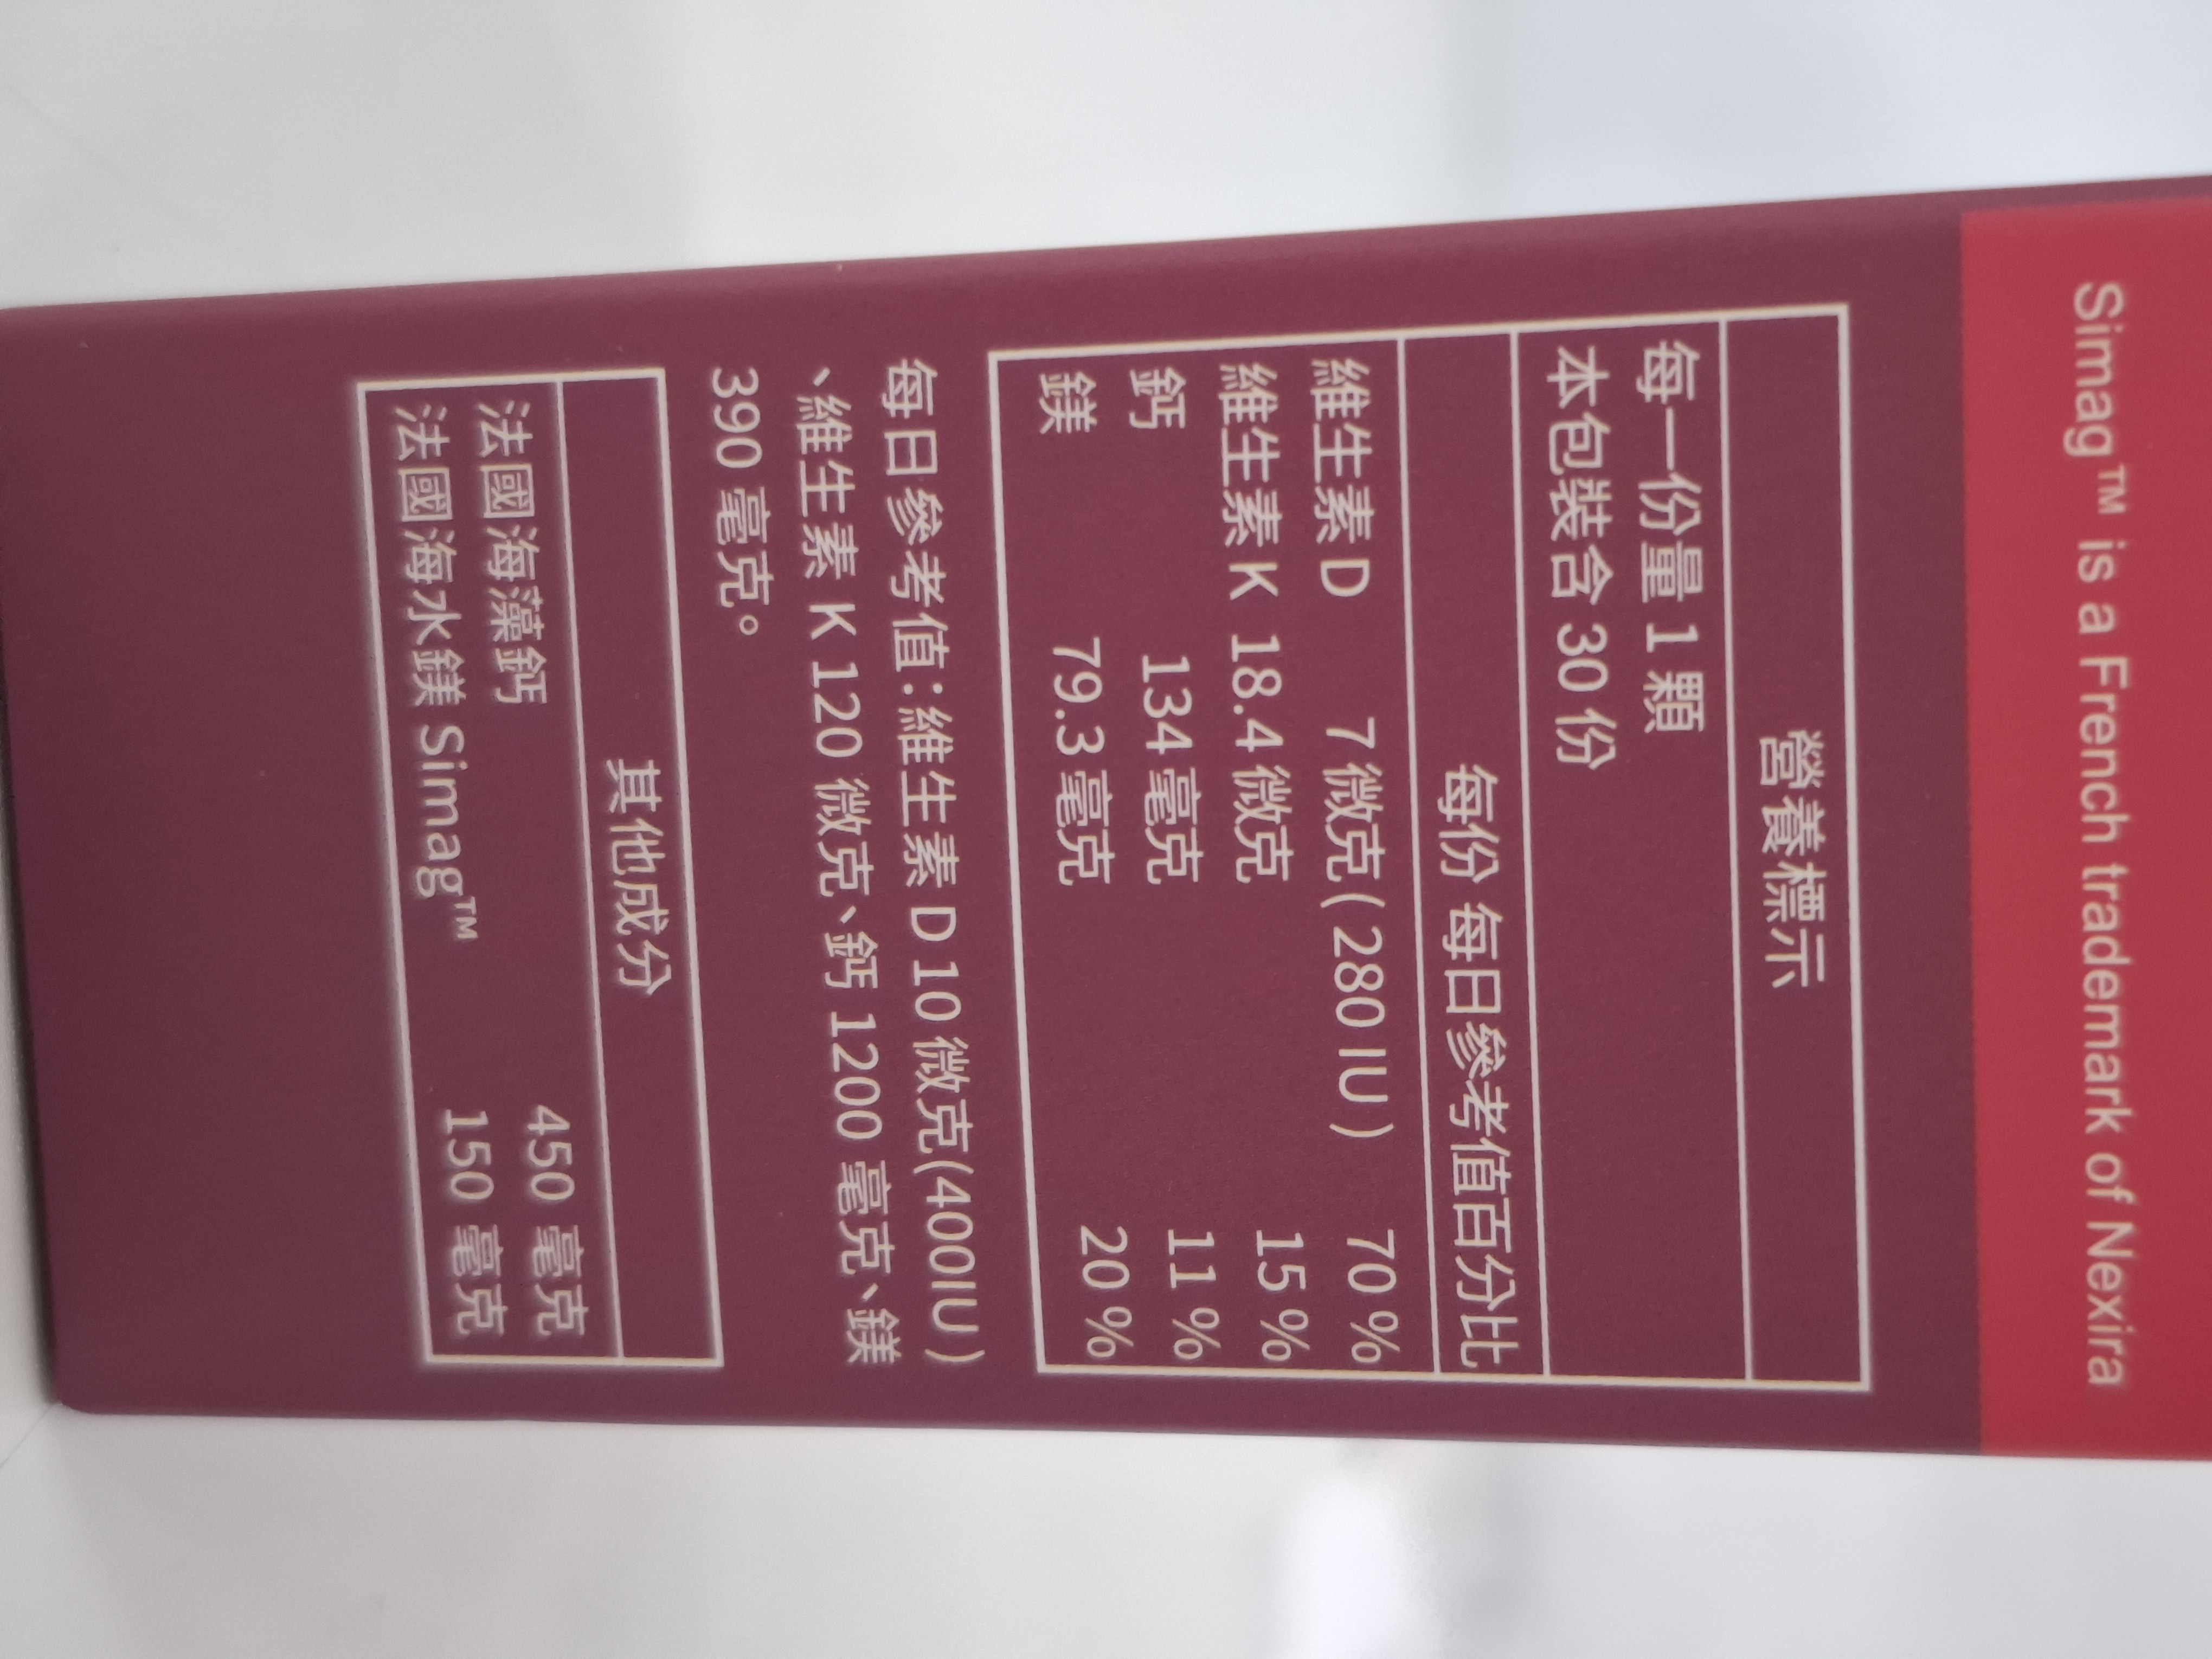 Simag™ is a French trademark of Nexira
營養標示
每一份量 1 顆
本包裝含 30 份
每份 每日參考值百分比
維生素 D 7 微克(280 IU) 70 %
維生素 K 18.4 微克 15 %
鈣 134 毫克 11 %
鎂 79.3 毫克 20 %
每日參考值:維生素 D 10 微克(400IU)
、維生素 K 120 微克、鈣 1200 毫克、鎂
390 毫克。
其他成分
法國海藻鈣 450 毫克
法國海水鎂 Simag™ 150 毫克